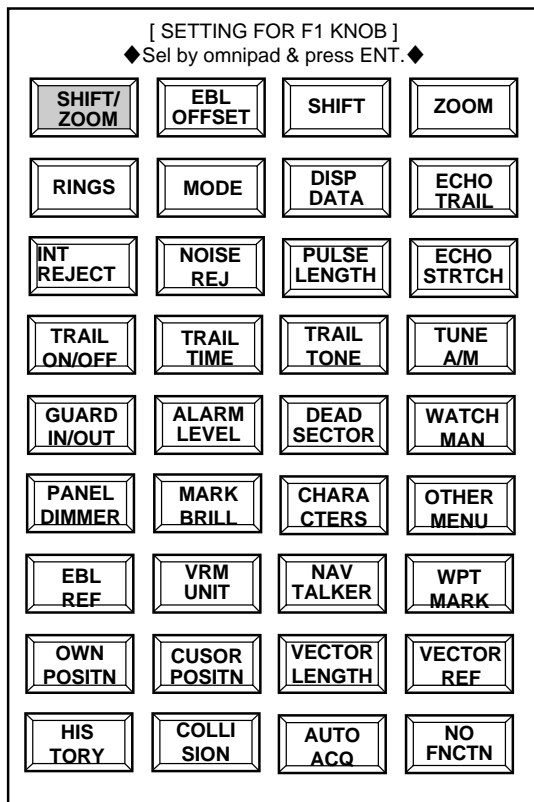 [ SETTING FOR F1 KNOB ]
◆Sel by omnipad & press ENT.◆
SHIFT/
ZOOM
EBL
OFFSET
SHIFT
ZOOM
RINGS
MODE
DISP
DATA
ECHO
TRAIL
INT
REJECT
NOISE
REJ
PULSE
LENGTH
ECHO
STRTCH
TRAIL
ON/OFF
TRAIL
TIME
TRAIL
TONE
TUNE
A/M
GUARD
IN/OUT
ALARM
LEVEL
DEAD
SECTOR
WATCH
MAN
PANEL
DIMMER
MARK
BRILL
CHARA
CTERS
OTHER
MENU
EBL
REF
VRM
UNIT
NAV
TALKER
WPT
MARK
OWN
POSITN
CUSOR
POSITN
VECTOR
LENGTH
VECTOR
REF
HIS
TORY
COLLI
SION
AUTO
ACQ
NO
FNCTN